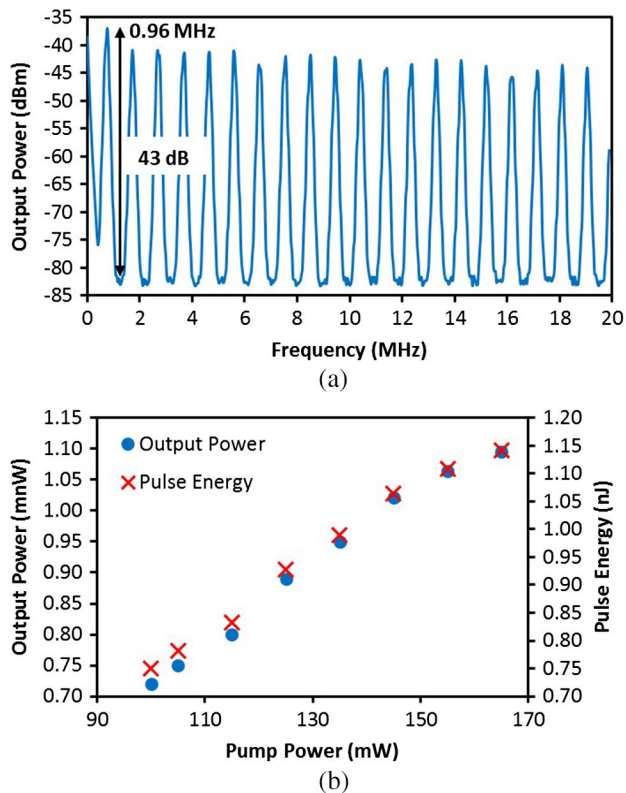 -35
-40
-45
-50
-55
-60
-65
-70
-75
-80
-85
Output Power (dBm)
0.96 MHz
43 dB
0 2 4 6 8 10 12 14 16 18 20
Frequency (MHz)
(a)
1.15
1.10
1.05
1.00
0.95
0.90
0.85
0.80
0.75
0.70
Output Power (mnW)
Output Power
Pulse Energy
1.20
1.15
1.10
1.05
1.00
0.95
0.90
0.85
0.80
0.75
0.70
Pulse Energy (nJ)
90 110 130 150 170
Pump Power (mW)
(b)